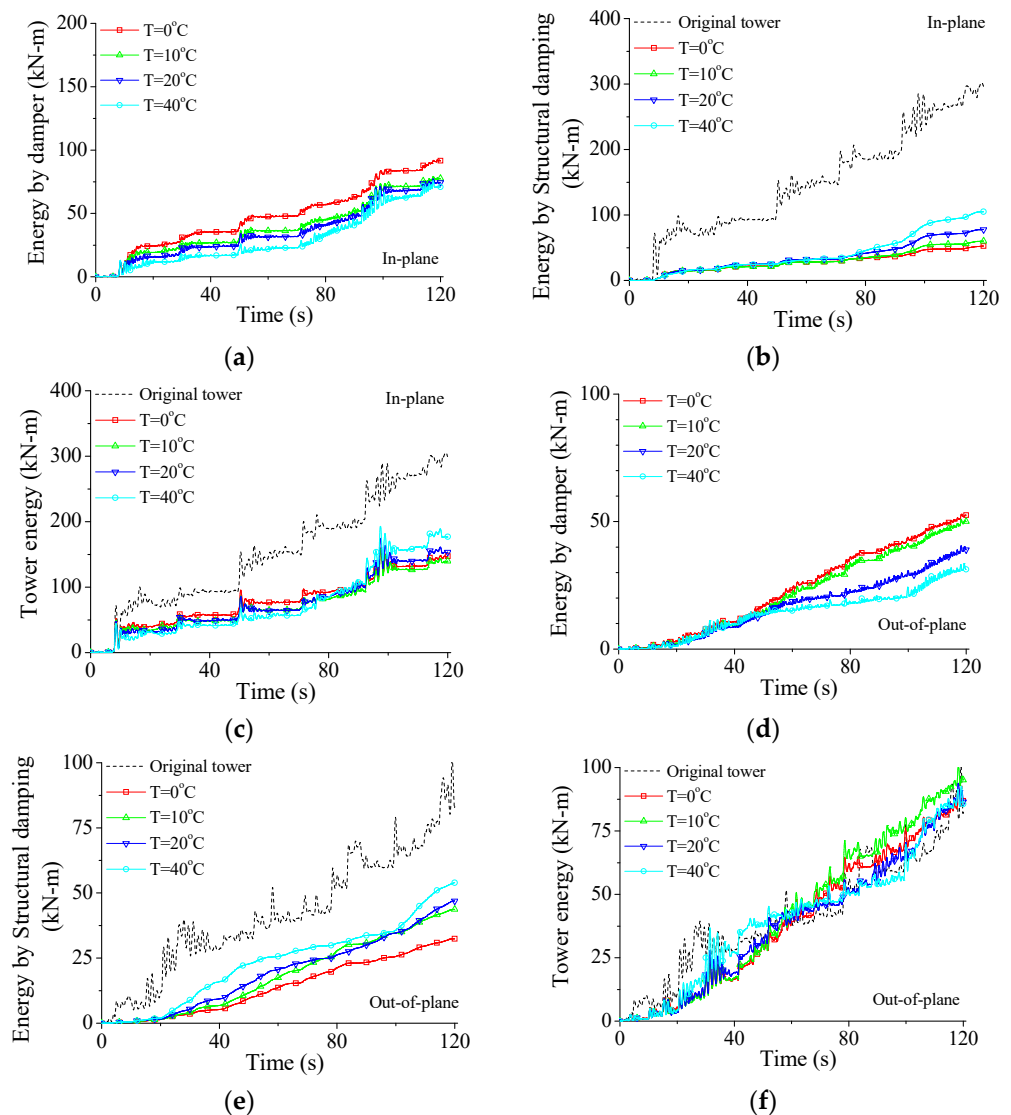 200
150
100
50
0
Energy by damper (kN-m)
T=0°C
T=10°C
T=20°C
T=40°C
In-plane
0 40 80 120
Time (s)
(a)
400
300
200
100
0
Energy by Structural damping
(kN-m)
Original tower
In-plane
T=0°C
T=10°C
T=20°C
T=40°C
0 40 80 120
Time (s)
(b)
400
300
200
100
0
Tower energy (kN-m)
Original tower
In-plane
T=0°C
T=10°C
T=20°C
T=40°C
0 40 80 120
Time (s)
(c)
100
50
0
Energy by damper (kN-m)
T=0°C
T=10°C
T=20°C
T=40°C
Out-of-plane
0 40 80 120
Time (s)
(d)
100
75
50
25
0
Energy by Structural damping
(kN-m)
Original tower
T=0°C
T=10°C
T=20°C
T=40°C
Out-of-plane
0 40 80 120
Time (s)
(e)
100
75
50
25
0
Tower energy (kN-m)
Original tower
T=0°C
T=10°C
T=20°C
T=40°C
Out-of-plane
0 40 80 120
Time (s)
(f)